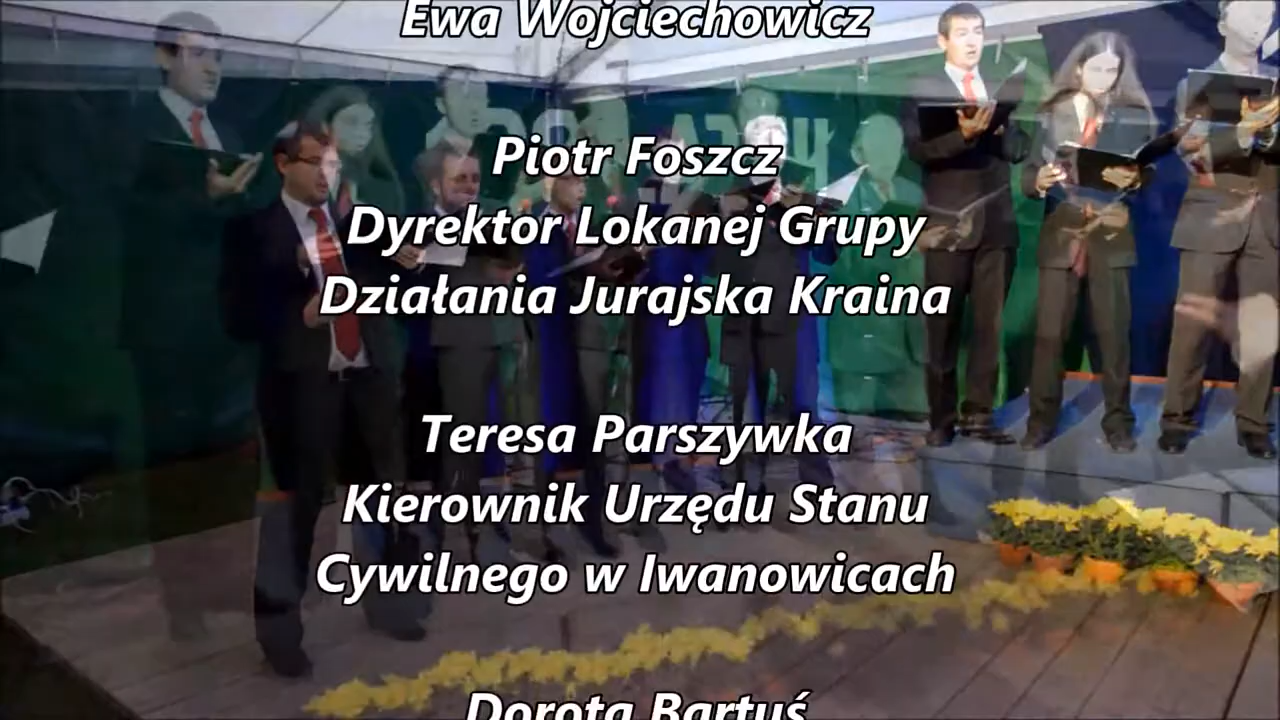 Ewa Wojciechowicz
Piotr Foszcz
Dyrektor Lokanej Grupy
Działania Jurajska Kraina
Teresa Parszywka
Kierownik Urzędu Stanu
Cywilnego w Iwanowicach
Dorota Bartuś